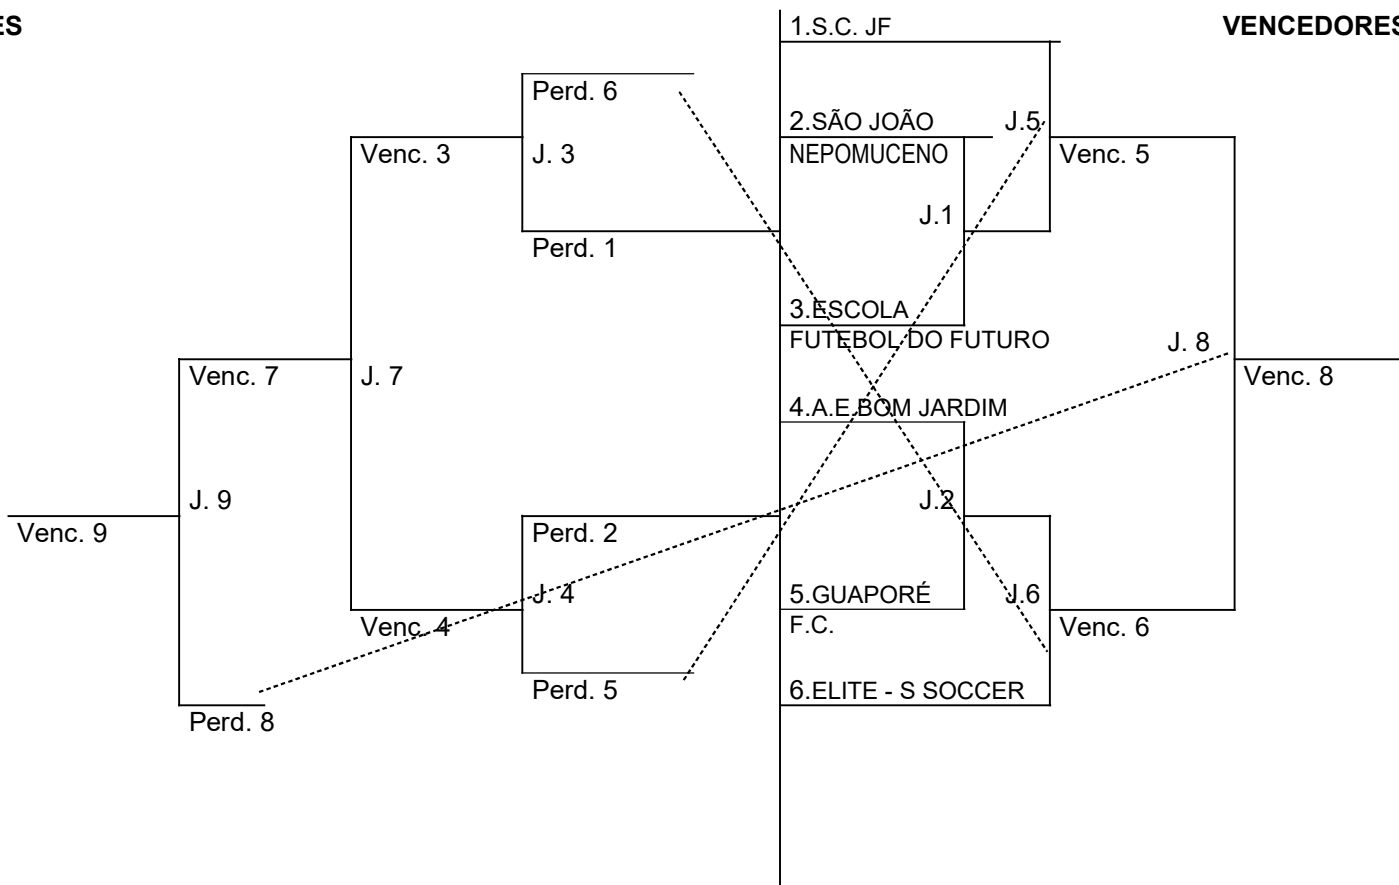 ES
1.S.C. JF
VENCEDORES
Perd. 6
2.SÃO JOÃO
NEPOMUCENO
J.5
Venc. 3
J. 3
Venc. 5
J.1
Perd. 1
3.ESCOLA
FUTEBOL DO FUTURO
J. 8
Venc. 7
J. 7
Venc. 8
4.A.E.BOM JARDIM
J. 9
J.2
Venc. 9
Perd. 2
J. 4
5.GUAPORÉ
F.C.
J.6
Venc. 4
Venc. 6
Perd. 5
6.ELITE - S SOCCER
Perd. 8